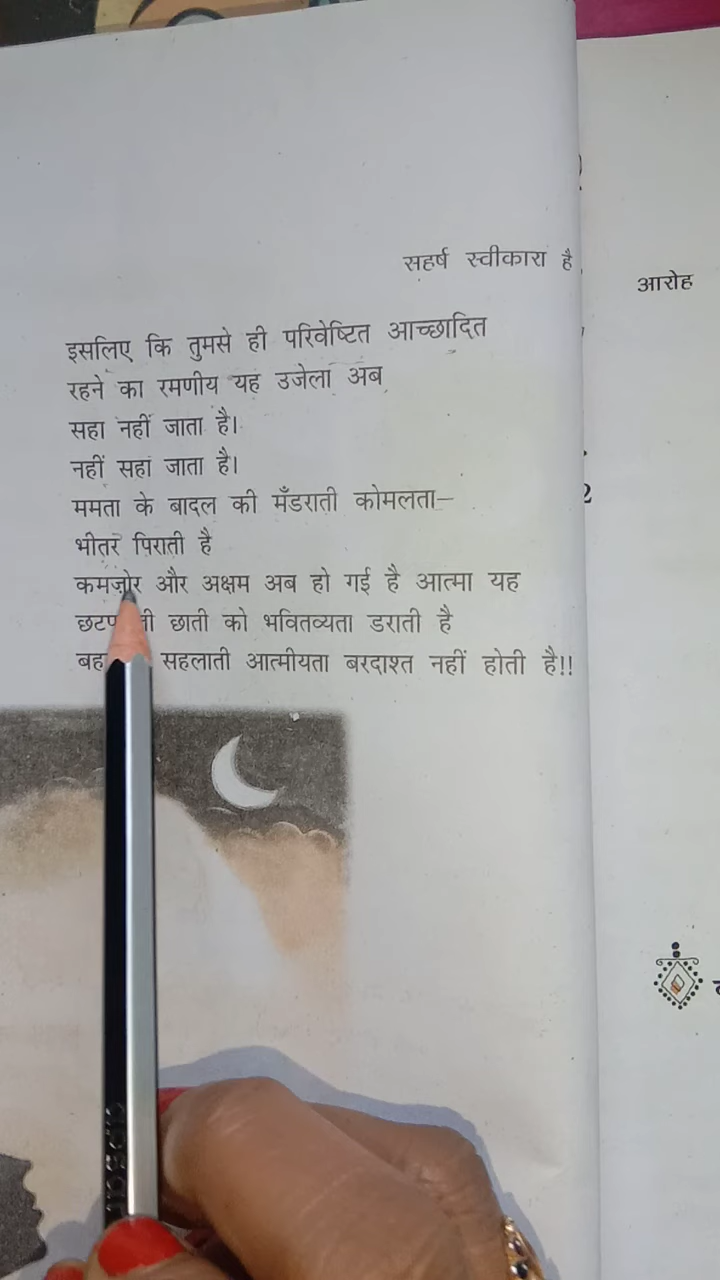 सहर्ष स्वीकारा है
आरोह
इसलिए कि तुमसे ही परिवेष्टित आच्छादित
रहने का रमणीय यह उजेला अब
सहा नहीं जाता है।
नहीं सहा जाता है।
ममता के बादल की मँडराती कोमलता—
भीतर पिराती है
कमज़ोर और अक्षम अब हो गई है आत्मा यह
छाती को भवितव्यता डराती है
सहलाती आत्मीयता बरदाश्त नहीं होती है!!
2